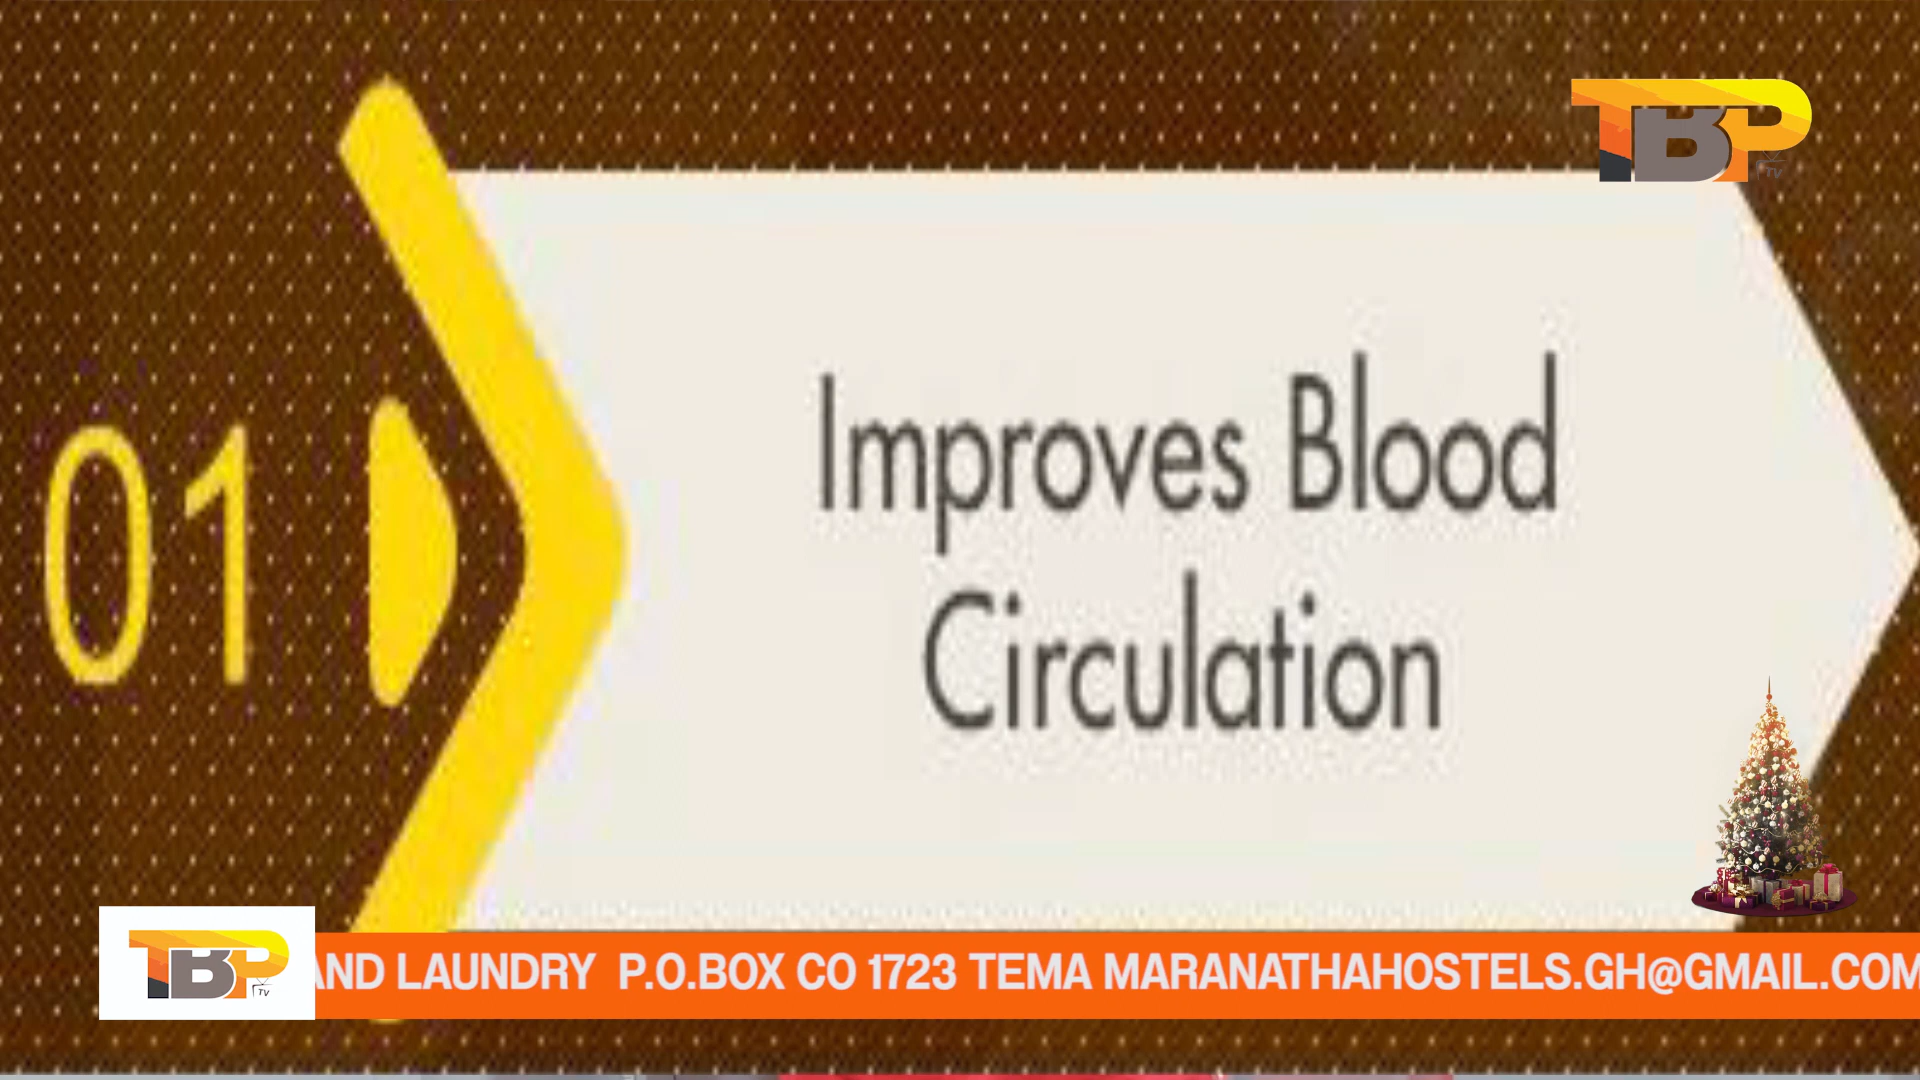 TBP
TV
01
Improves Blood
Circulation
TBP
TV
AND LAUNDRY P.O.BOX CO 1723 TEMA MARANATHAHOSTELS.GH@GMAIL.COM